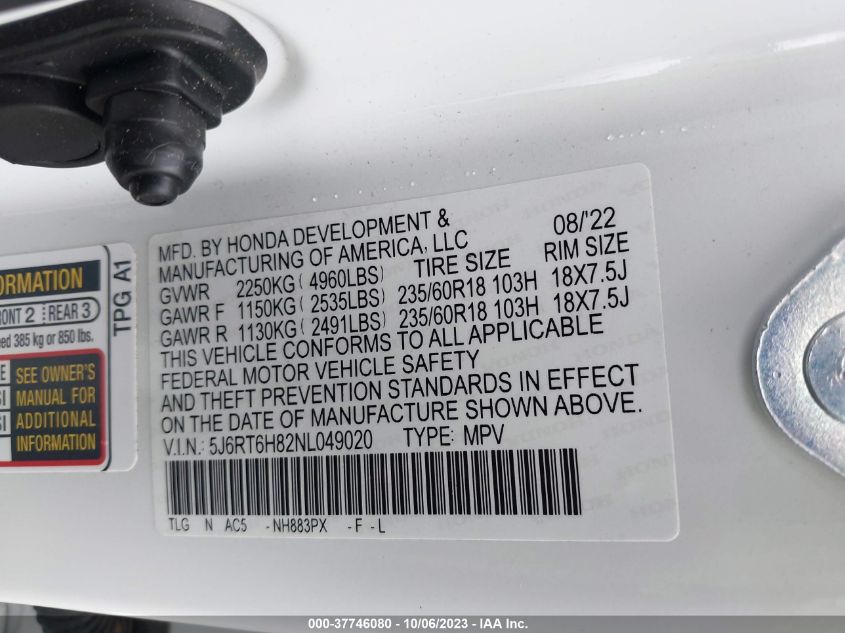 MFD. BY HONDA DEVELOPMENT & 08/'22
MANUFACTURING OF AMERICA, LLC
TIRE SIZE RIM SIZE
GVWR 2250KG ( 4960LBS)
GAWR F 1150KG ( 2535LBS) 235/60R18 103H 18X7.5J
GAWR R 1130KG ( 2491LBS) 235/60R18 103H 18X7.5J
THIS VEHICLE CONFORMS TO ALL APPLICABLE
FEDERAL MOTOR VEHICLE SAFETY
AND THEFT PREVENTION STANDARDS IN EFFECT
ON THE DATE OF MANUFACTURE SHOWN ABOVE.
V.I.N.: 5J6RT6H82NL049020 TYPE: MPV
TLG N AC5 -NH883PX -F -L
2 REAR 3
385 kg or 850 lbs.
SEE OWNER'S
MANUAL FOR
ADDITIONAL
INFORMATION
TPG A1
000-37746080 - 10/06/2023 - IAA Inc.